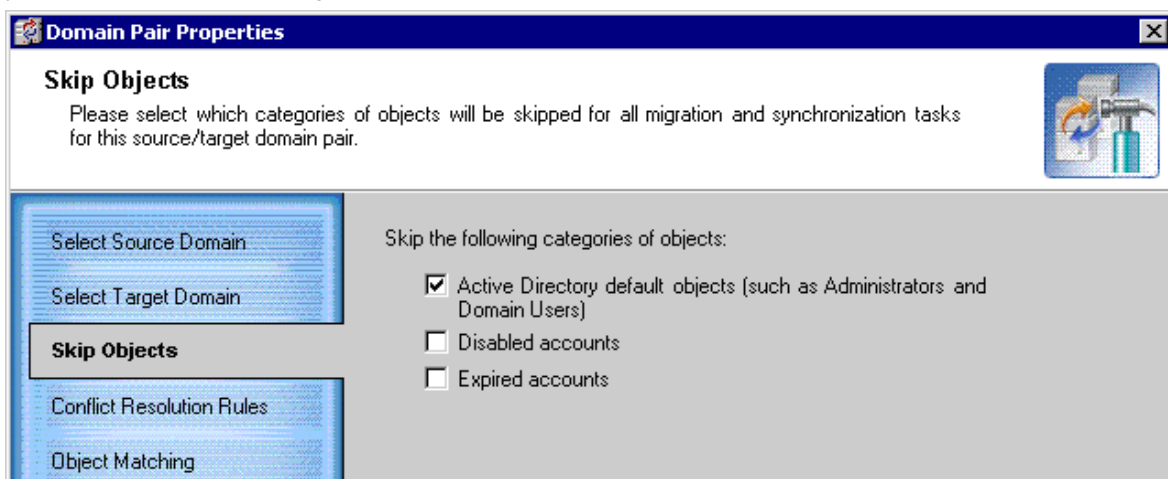 Domain Pair Properties
Skip Objects
Please select which categories of objects will be skipped for all migration and synchronization tasks
for this source/target domain pair.
Select Source Domain
Skip the following categories of objects:
Select Target Domain
Active Directory default objects (such as Administrators and
Domain Users)
Skip Objects
Disabled accounts
Expired accounts
Conflict Resolution Rules
Object Matching